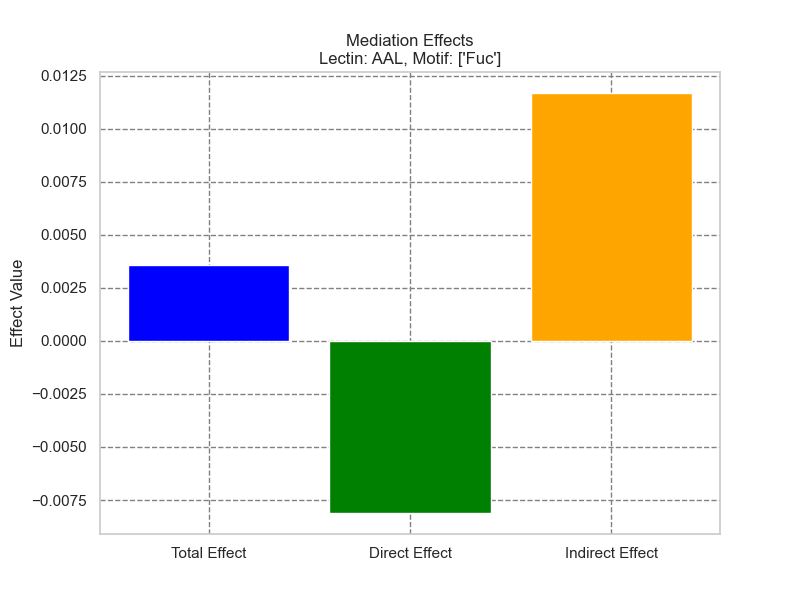 Mediation Effects
Lectin: AAL, Motif: ['Fuc']
Effect Value
0.0125
0.0100
0.0075
0.0050
0.0025
0.0000
−0.0025
−0.0050
−0.0075
Total Effect
Direct Effect
Indirect Effect